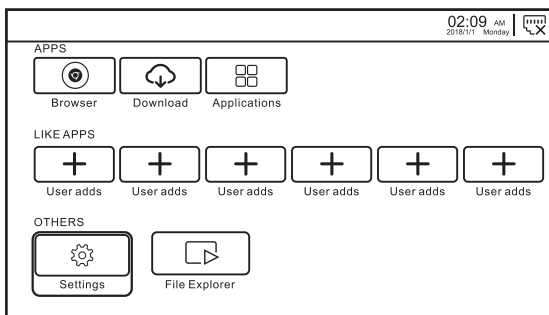 02:09 AM
2018/1/1 Monday
APPS
Browser Download Applications
LIKE APPS
User adds User adds User adds User adds User adds User adds
OTHERS
Settings File Explorer